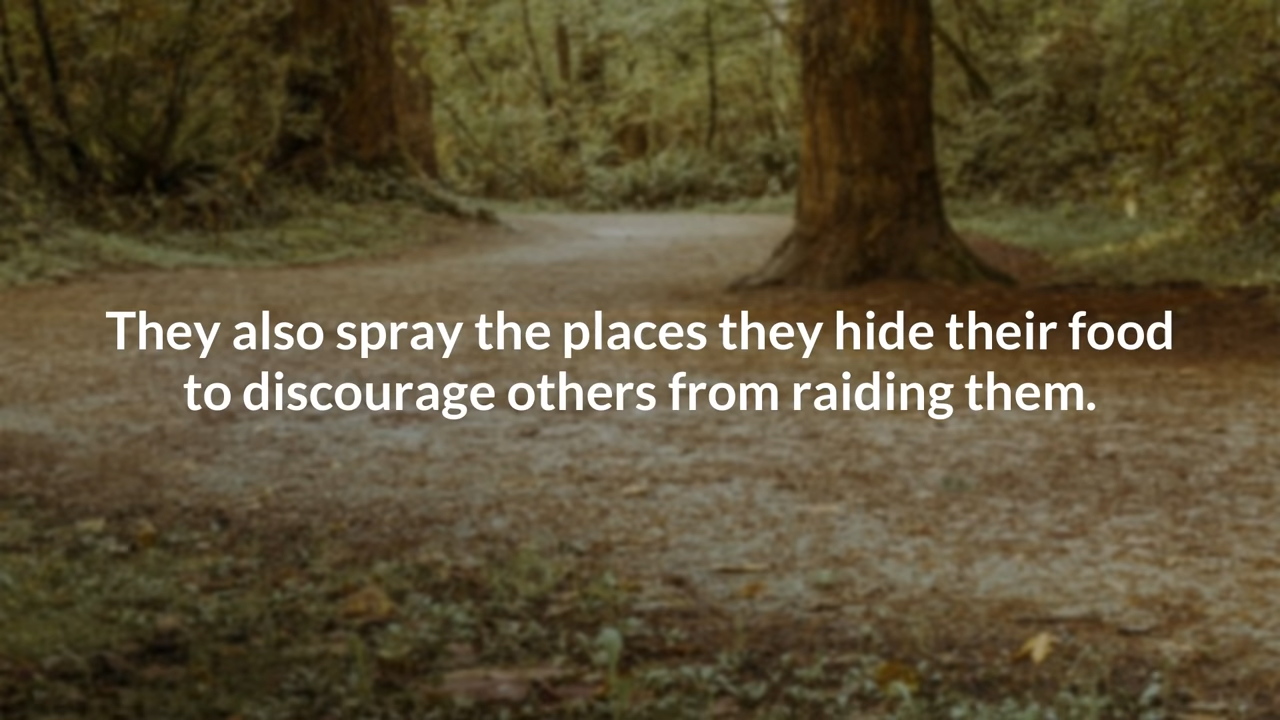 They also spray the places they hide their food
to discourage others from raiding them.